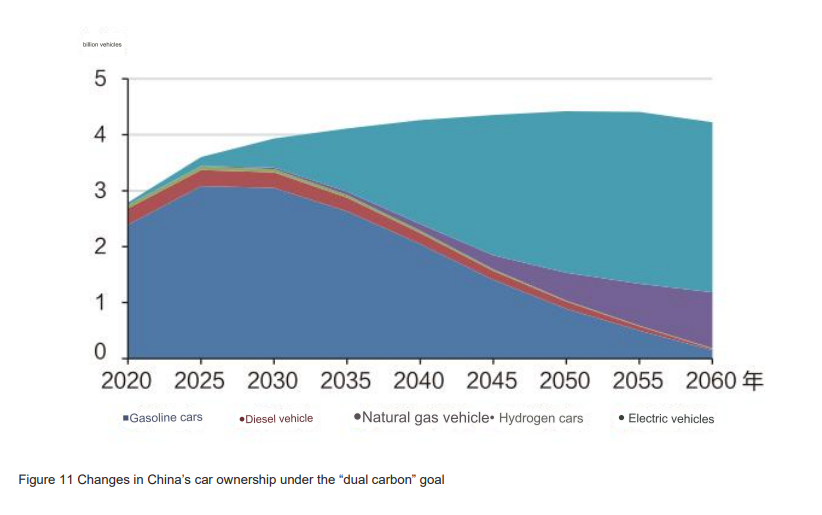 billion vehicles
5
4
3
2
1
0
2020 2025 2030 2035 2040 2045 2050 2055 2060 年
■Gasoline cars ●Diesel vehicle ●Natural gas vehicle• Hydrogen cars ● Electric vehicles
Figure 11 Changes in China’s car ownership under the “dual carbon” goal